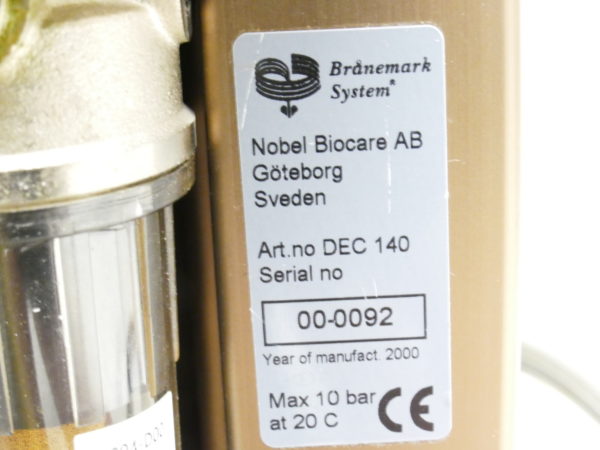 Brånemark
System®
Nobel Biocare AB
Göteborg
Sveden
Art.no DEC 140
Serial no
00-0092
Year of manufact. 2000
Max 10 bar
at 20 C
CE